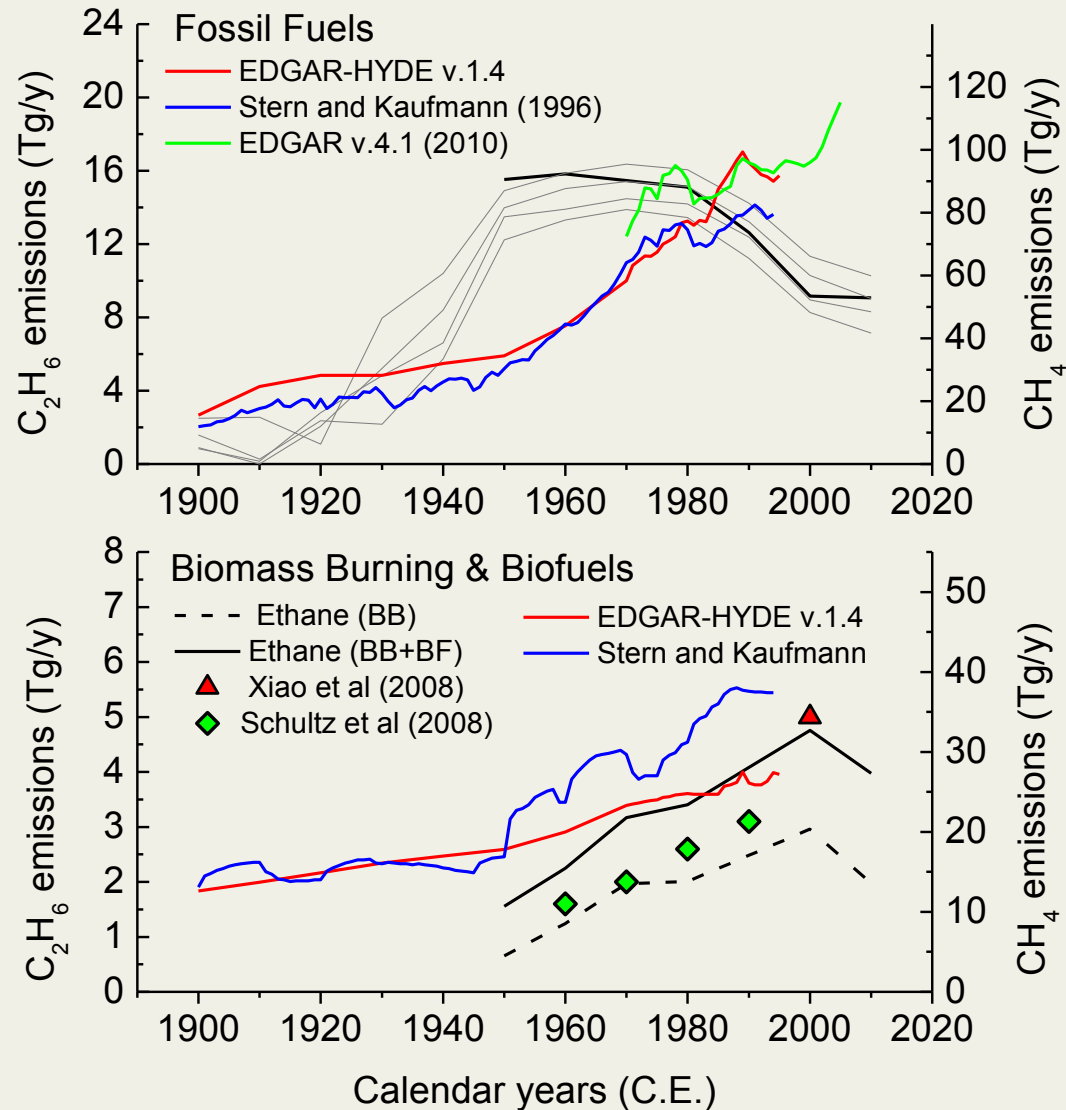 Fossil Fuels
EDGAR-HYDE v.1.4
Stern and Kaufmann (1996)
EDGAR v.4.1 (2010)
C₂H₆ emissions (Tg/y)
24
20
16
12
8
4
0
CH₄ emissions (Tg/y)
120
100
80
60
40
20
0
1900 1920 1940 1960 1980 2000 2020
Biomass Burning & Biofuels
Ethane (BB)
Ethane (BB+BF)
Xiao et al (2008)
Schultz et al (2008)
EDGAR-HYDE v.1.4
Stern and Kaufmann
C₂H₆ emissions (Tg/y)
8
7
6
5
4
3
2
1
0
CH₄ emissions (Tg/y)
50
40
30
20
10
0
1900 1920 1940 1960 1980 2000 2020
Calendar years (C.E.)